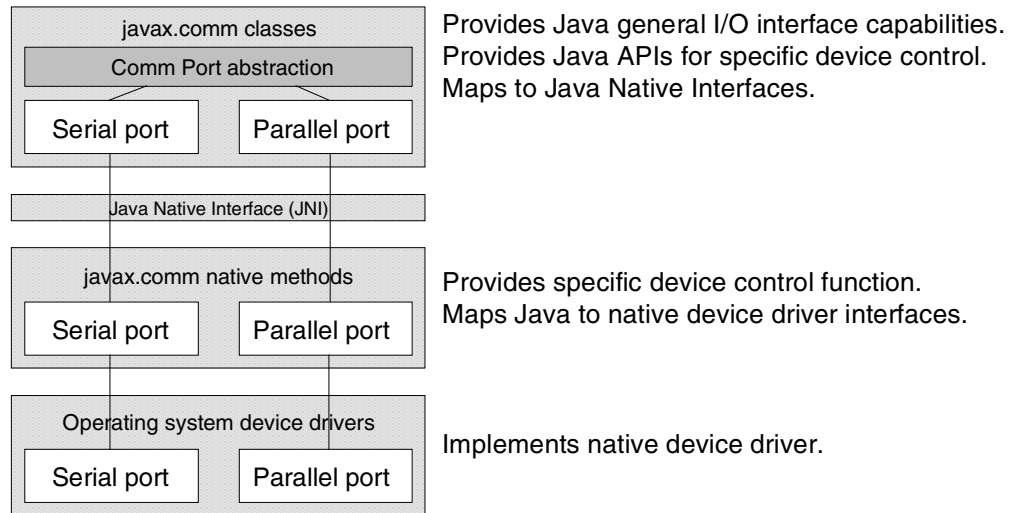 javax.comm classes
Comm Port abstraction
Serial port
Parallel port
Provides Java general I/O interface capabilities.
Provides Java APIs for specific device control.
Maps to Java Native Interfaces.
Java Native Interface (JNI)
javax.comm native methods
Serial port
Parallel port
Provides specific device control function.
Maps Java to native device driver interfaces.
Operating system device drivers
Serial port
Parallel port
Implements native device driver.